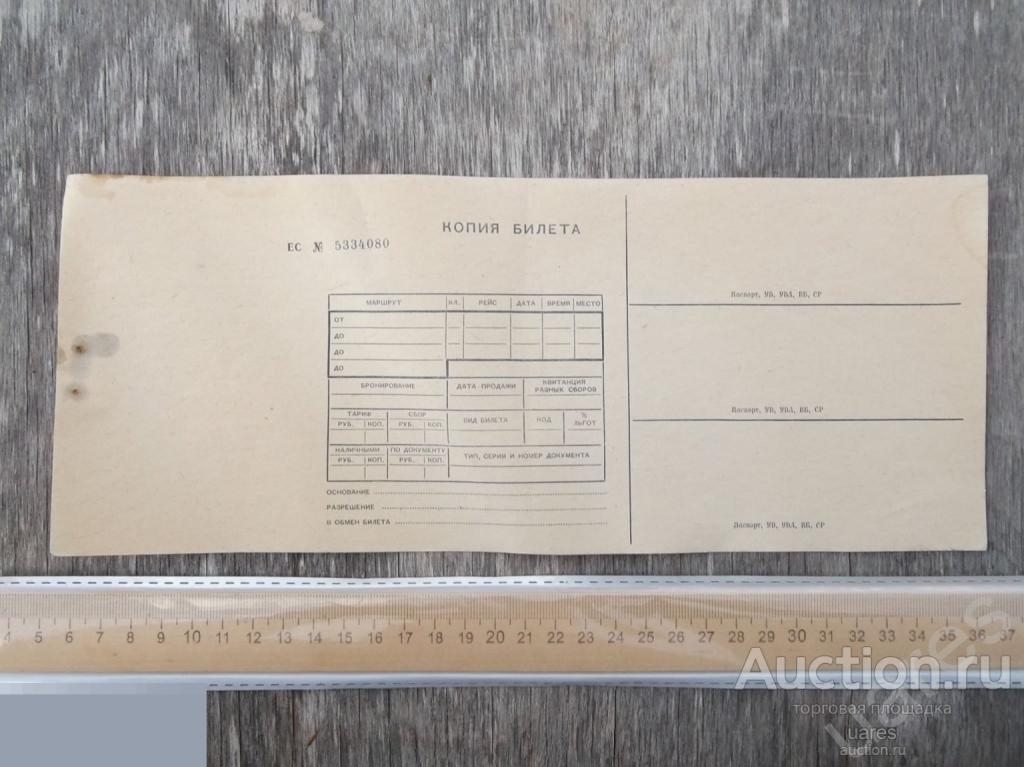 КОПИЯ БИЛЕТА
ЕС № 5334080
МАРШРУТ КЛ. РЕЙС ДАТА ВРЕМЯ МЕСТО
ОТ
ДО
ДО
ДО
БРОНИРОВАНИЕ ДАТА ПРОДАЖИ КВИТАНЦИЯ РАЗНЫХ СБОРОВ
ТАРИФ СБОР ВИД БИЛЕТА КОД % ЛЬГОТ
РУБ. КОП. РУБ. КОП.
НАЛИЧНЫМИ ПО ДОКУМЕНТУ ТИП, СЕРИЯ И НОМЕР ДОКУМЕНТА
РУБ. КОП. РУБ. КОП.
ОСНОВАНИЕ
РАЗРЕШЕНИЕ
В ОБМЕН БИЛЕТА
Паспорт, УВ, УВЛ, ВБ, СР
Паспорт, УВ, УВЛ, ВБ, СР
Паспорт, УВ, УВЛ, ВБ, СР
4 5 6 7 8 9 10 11 12 13 14 15 16 17 18 19 20 21 22 23 24 25 26 27 28 29 30 31 32 33 34 35 36 37
Auction.ru
торговая площадка
uares
auction.ru
uares